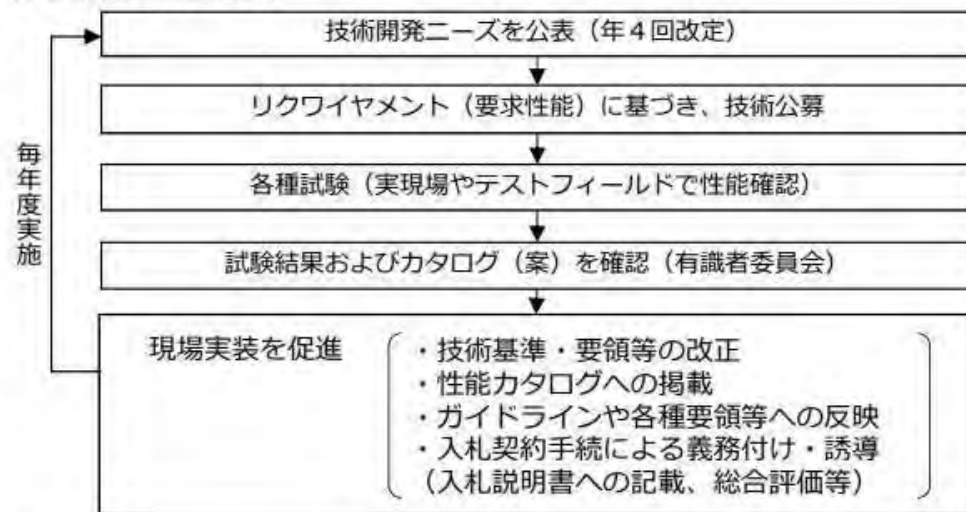 技術開発ニーズを公表（年４回改定）
リクワイヤメント（要求性能）に基づき、技術公募
各種試験（実現場やテストフィールドで性能確認）
試験結果およびカタログ（案）を確認（有識者委員会）
現場実装を促進
・技術基準・要領等の改正
・性能カタログへの掲載
・ガイドラインや各種要領等への反映
・入札契約手続による義務付け・誘導
（入札説明書への記載、総合評価等）
毎年度実施